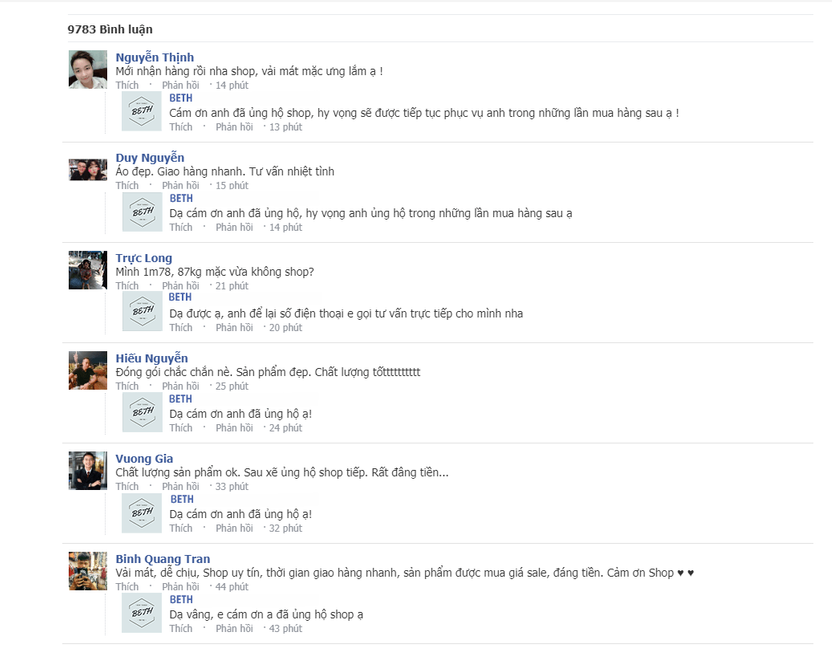 9783 Bình luận
Nguyễn Thịnh
Mới nhận hàng rồi nha shop, vải mát mặc ưng lắm ạ !
Thích · Phản hồi · 14 phút
BETH
BETH
Cám ơn anh đã ủng hộ shop, hy vọng sẽ được tiếp tục phục vụ anh trong những lần mua hàng sau ạ !
Thích · Phản hồi · 13 phút
Duy Nguyễn
Áo đẹp. Giao hàng nhanh. Tư vấn nhiệt tình
Thích · Phản hồi · 15 phút
BETH
BETH
Dạ cám ơn anh đã ủng hộ, hy vọng anh ủng hộ trong những lần mua hàng sau ạ
Thích · Phản hồi · 14 phút
Trực Long
Mình 1m78, 87kg mặc vừa không shop?
Thích · Phản hồi · 21 phút
BETH
BETH
Dạ được ạ, anh để lại số điện thoại e gọi tư vấn trực tiếp cho mình nha
Thích · Phản hồi · 20 phút
Hiếu Nguyễn
Đóng gói chắc chắn nè. Sản phẩm đẹp. Chất lượng tốttttttttt
Thích · Phản hồi · 25 phút
BETH
BETH
Dạ cám ơn anh đã ủng hộ ạ!
Thích · Phản hồi · 24 phút
Vuong Gia
Chất lượng sản phẩm ok. Sau xẽ ủng hộ shop tiếp. Rất đâng tiền...
Thích · Phản hồi · 33 phút
BETH
BETH
Dạ cám ơn anh đã ủng hộ ạ!
Thích · Phản hồi · 32 phút
Binh Quang Tran
Vải mát, dễ chịu, Shop uy tín, thời gian giao hàng nhanh, sản phẩm được mua giá sale, đáng tiền. Cảm ơn Shop ♥ ♥
Thích · Phản hồi · 44 phút
BETH
BETH
Dạ vâng, e cám ơn a đã ủng hộ shop ạ
Thích · Phản hồi · 43 phút